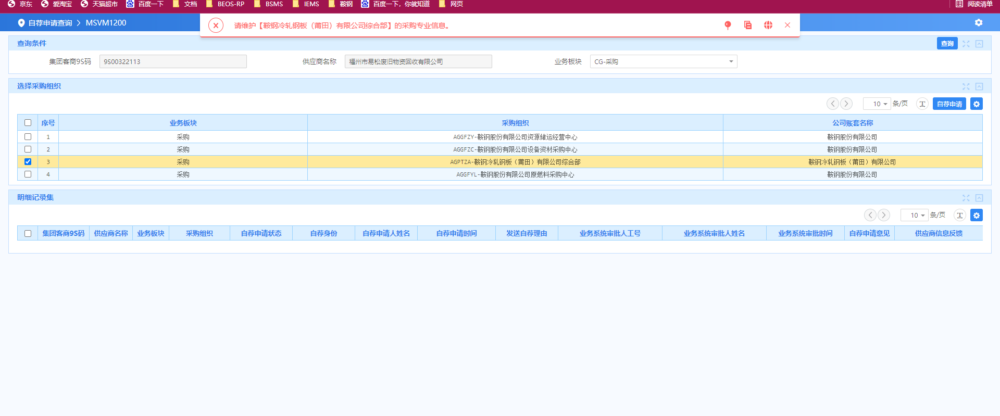 京东 爱淘宝 天猫超市 百度一下 文档 BEOS-RP BSMS IEMS 鞍钢 百度一下，你就知道 网页 阅读清单
自荐申请查询 > MSVM1200
请维护【鞍钢冷轧钢板（莆田）有限公司综合部】的采购专业信息。
查询条件 查询
集团客商9S码 9S00322113 供应商名称 福州市易松废旧物资回收有限公司 业务板块 CG-采购
选择采购组织
10 条/页 T 自荐申请
序号 业务板块 采购组织 公司账套名称
1 采购 AGGFZY-鞍钢股份有限公司资源储运经营中心 鞍钢股份有限公司
2 采购 AGGFZC-鞍钢股份有限公司设备资材采购中心 鞍钢股份有限公司
3 采购 AGPTZA-鞍钢冷轧钢板（莆田）有限公司综合部 鞍钢冷轧钢板（莆田）有限公司
4 采购 AGGFYL-鞍钢股份有限公司原燃料采购中心 鞍钢股份有限公司
明细记录集
10 条/页 T
集团客商9S码 供应商名称 业务板块 采购组织 自荐申请状态 自荐身份 自荐申请人姓名 自荐申请时间 发送自荐理由 业务系统审批人工号 业务系统审批人姓名 业务系统审批时间 自荐申请意见 供应商信息反馈